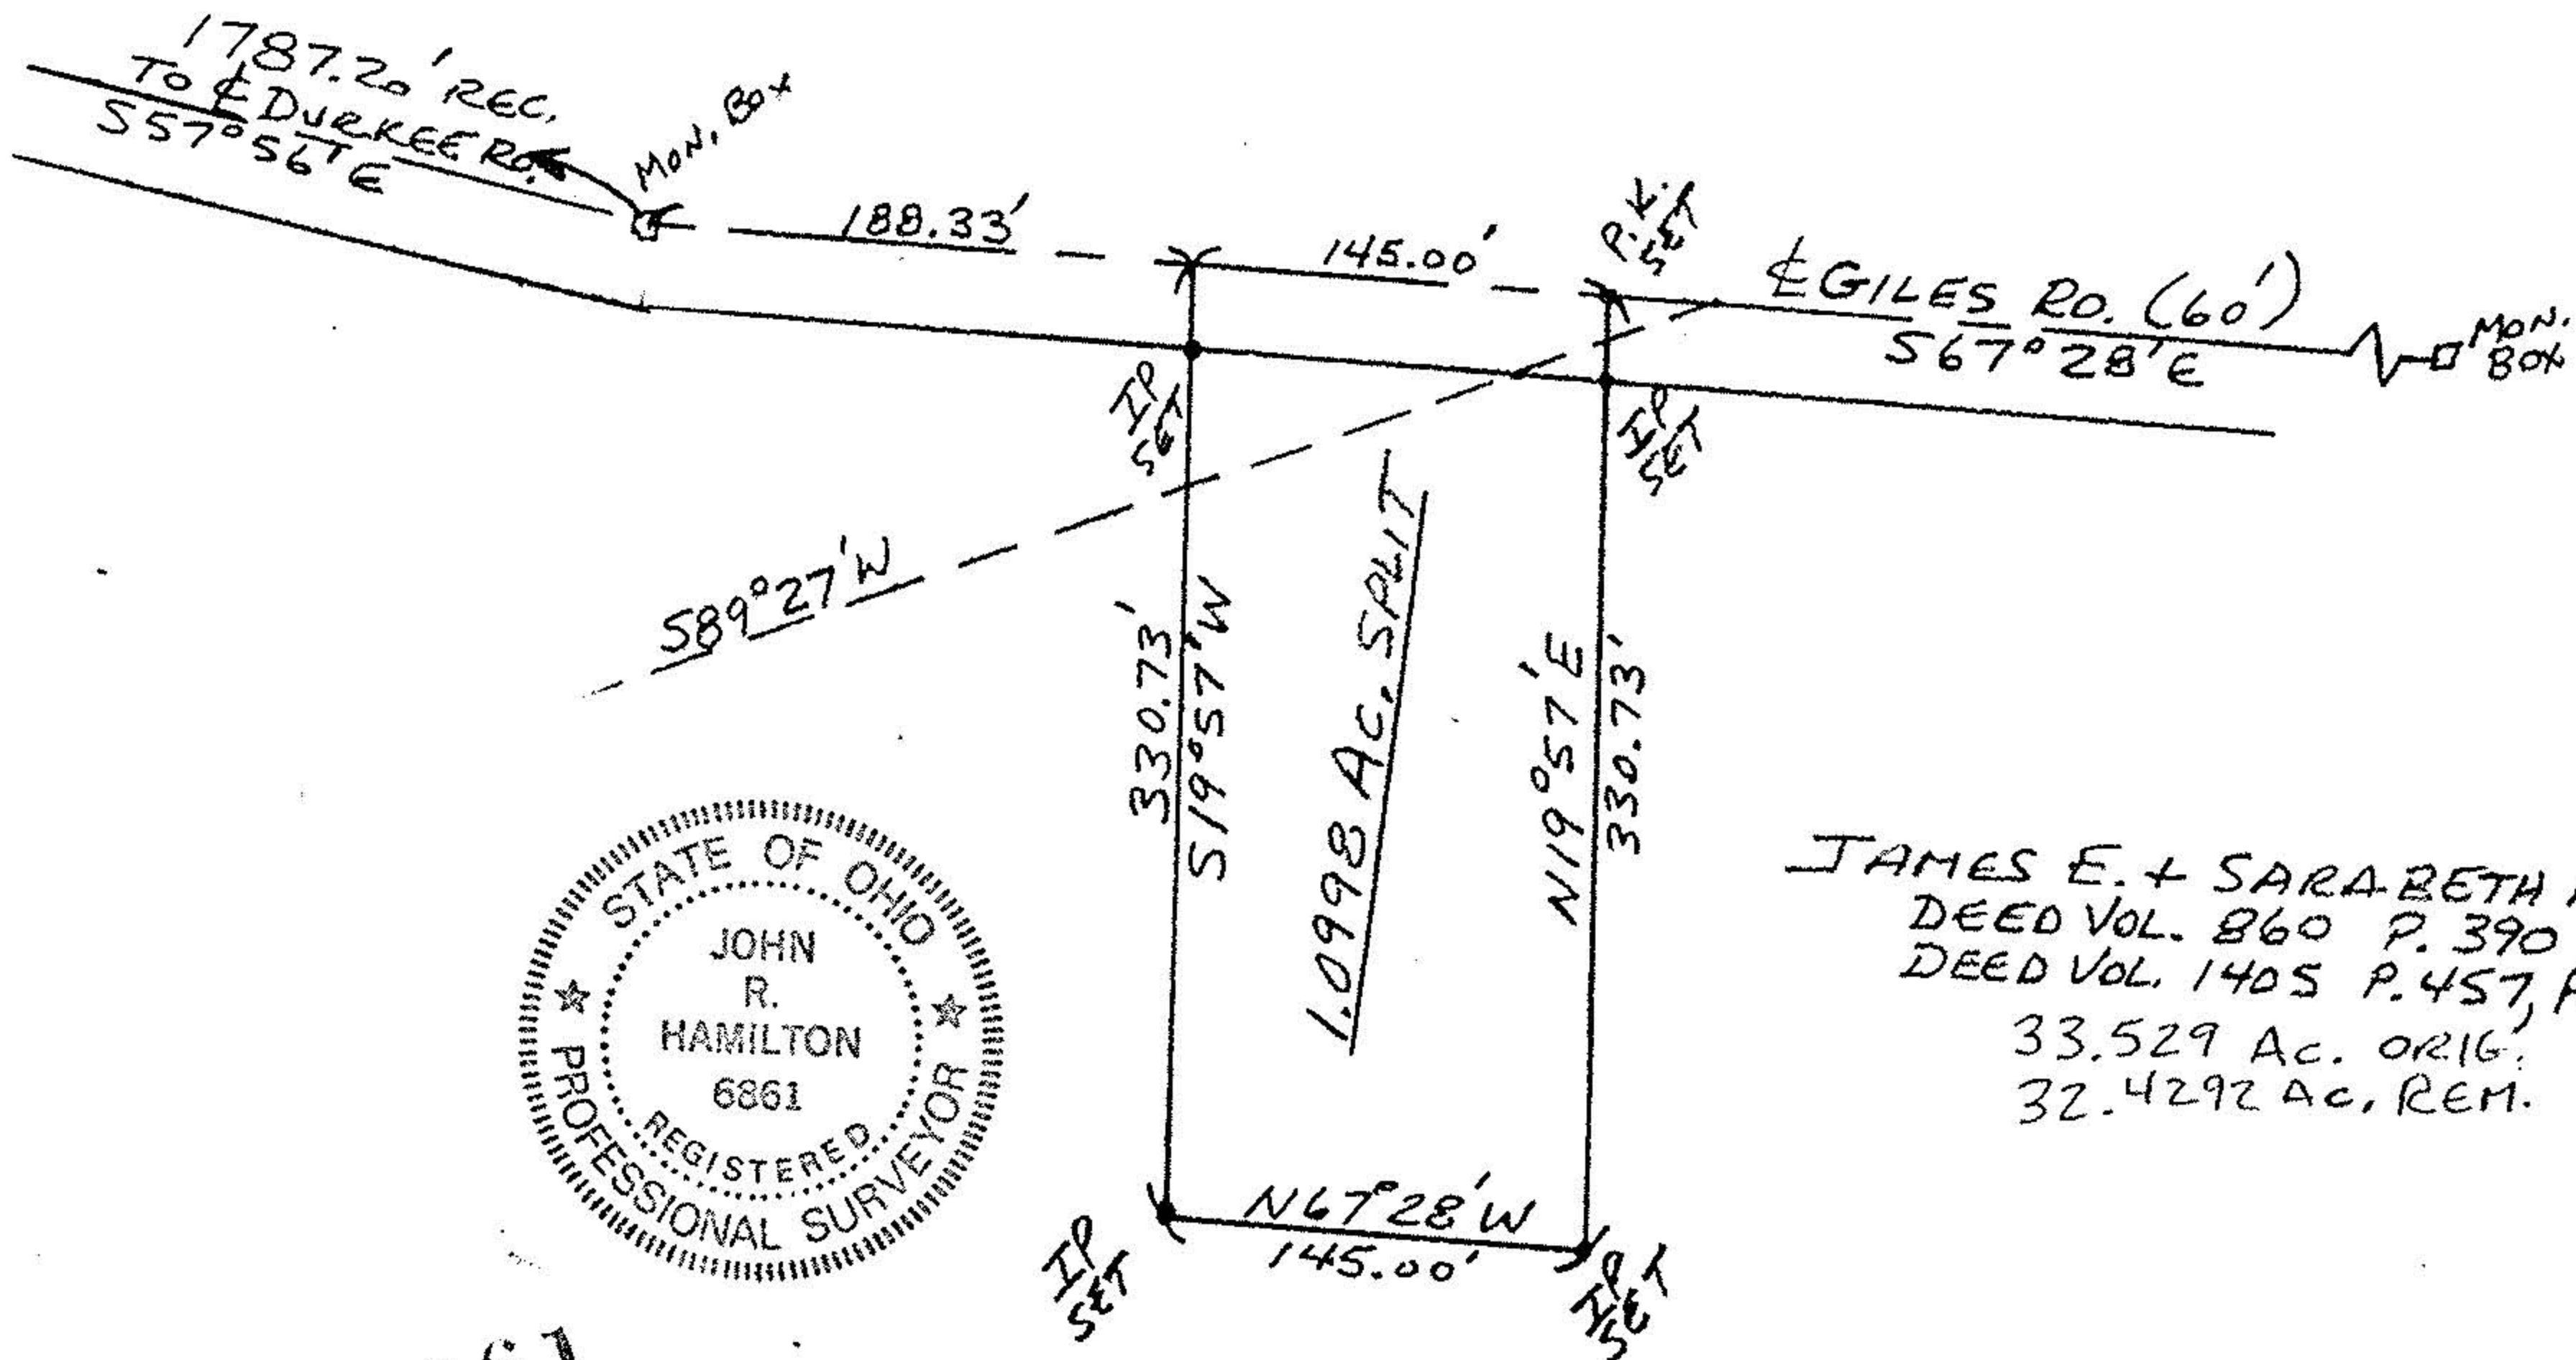 1787.20' REC.
TO ℄ DURKEE RD.
S57°56'E
MON. BOX
188.33'
145.00'
P.K.
SET
℄ GILES RD. (60')
S67°28'E
MON.
BOX
IP
SET
IP
SET
S89°27'W
330.73'
S19°57'W
1.0998 AC. SPLIT
N19°57'E
330.73'
STATE OF OHIO
JOHN
R.
HAMILTON
6861
REGISTERED
PROFESSIONAL SURVEYOR
JAMES E. + SARABETH
DEED VOL. 860 P. 390
DEED VOL. 1405 P. 457,
33.529 AC. ORIG.
32.4292 AC. REM.
N67°28'W
145.00'
IP
SET
IP
SET